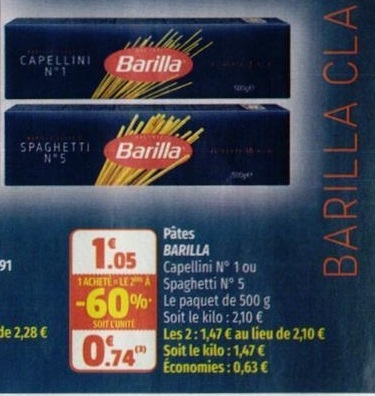 CAPELLINI
N°1
Barilla
500g e
SPAGHETTI
N°5
Barilla
500g e
BARILLA CLA
91
de 2,28 €
1€.05
1 ACHETÉ = LE 2ND À
-60%
SOIT L'UNITÉ
0€.74(3)
Pâtes
BARILLA
Capellini N° 1 ou
Spaghetti N° 5
Le paquet de 500 g
Soit le kilo : 2,10 €
Les 2 : 1,47 € au lieu de 2,10 €
Soit le kilo : 1,47 €
Économies : 0,63 €